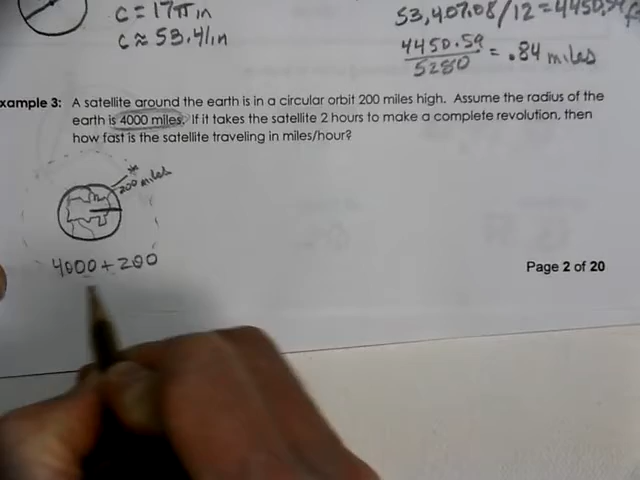 c = 17π in
c ≈ 53.41 in
53,407.08/12 = 4450.59 f
4450.59
5280
= .84 miles
xample 3: A satellite around the earth is in a circular orbit 200 miles high. Assume the radius of the
earth is 4000 miles. If it takes the satellite 2 hours to make a complete revolution, then
how fast is the satellite traveling in miles/hour?
200 miles
4000+200
Page 2 of 20